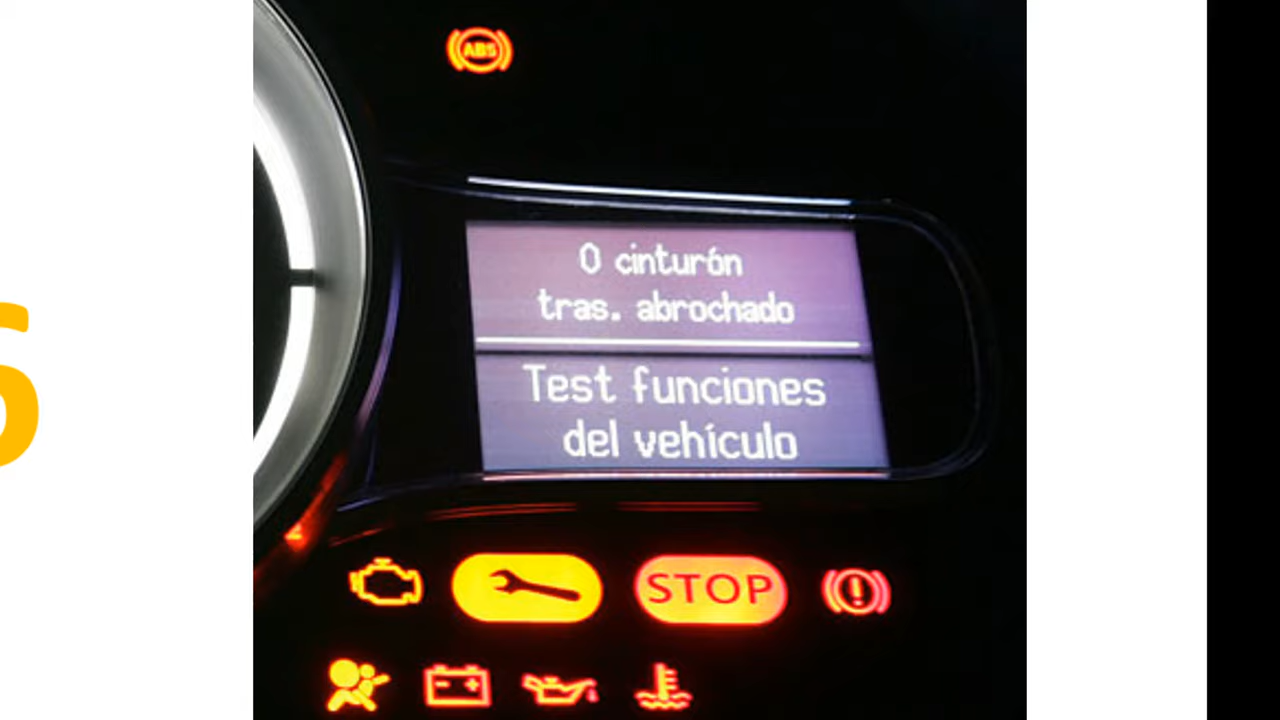 ABS
0 cinturón
tras. abrochado
Test funciones
del vehículo
STOP